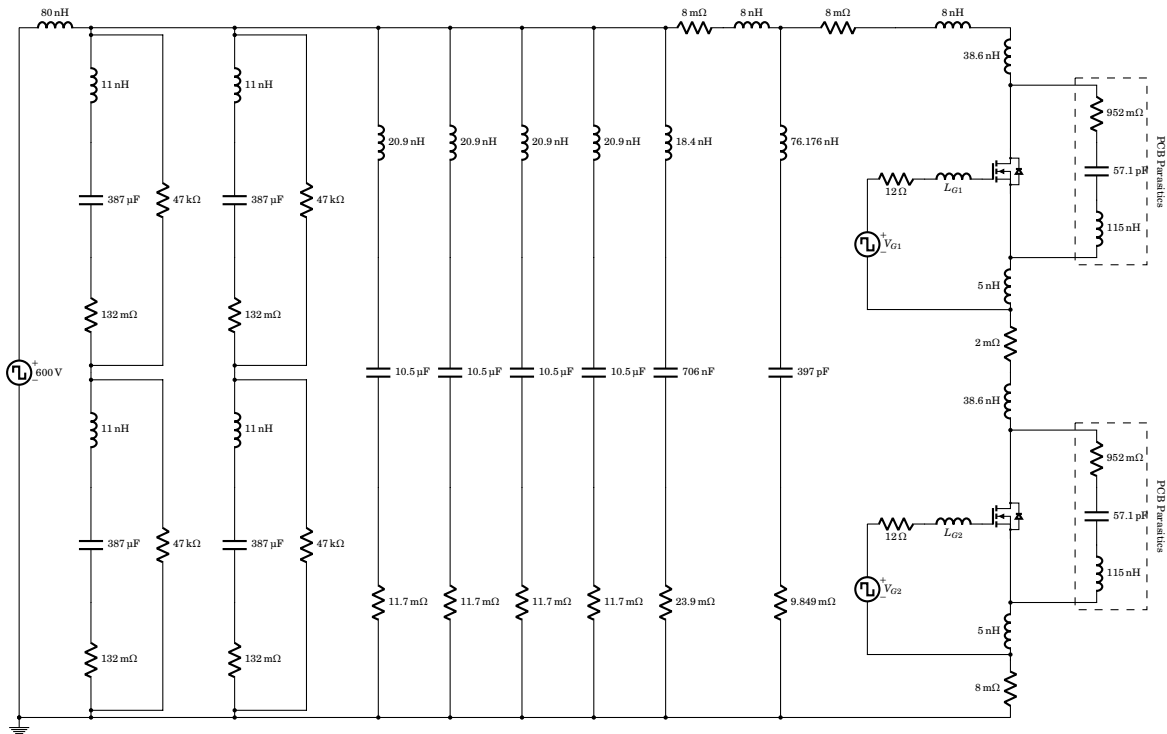 80 nH
8 mΩ
8 nH
8 mΩ
8 nH
38.6 nH
11 nH
11 nH
20.9 nH
20.9 nH
20.9 nH
20.9 nH
18.4 nH
76.176 nH
952 mΩ
57.1 pF
115 nH
PCB Parasitics
387 µF
47 kΩ
387 µF
47 kΩ
12 Ω
LG1
+
VG1
−
5 nH
132 mΩ
132 mΩ
2 mΩ
+
600 V
−
10.5 µF
10.5 µF
10.5 µF
10.5 µF
706 nF
397 pF
38.6 nH
11 nH
11 nH
952 mΩ
57.1 pF
115 nH
PCB Parasitics
387 µF
47 kΩ
387 µF
47 kΩ
12 Ω
LG2
+
VG2
−
11.7 mΩ
11.7 mΩ
11.7 mΩ
11.7 mΩ
23.9 mΩ
9.849 mΩ
5 nH
132 mΩ
132 mΩ
8 mΩ